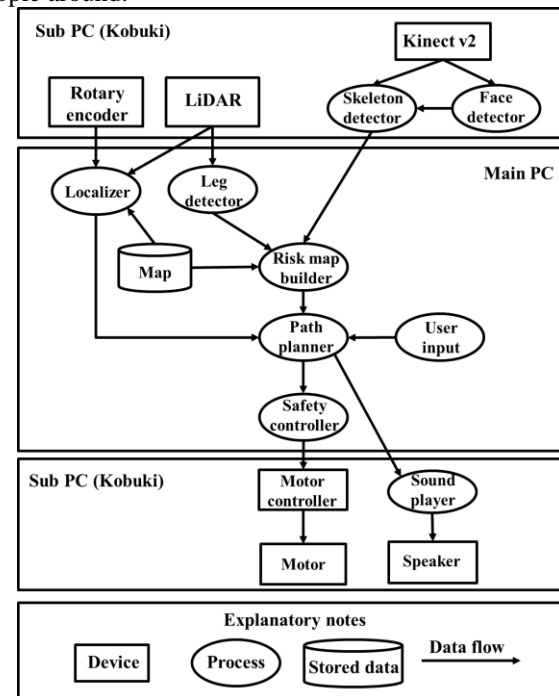 Sub PC (Kobuki)
Kinect v2
Rotary
encoder
LiDAR
Skeleton
detector
Face
detector
Main PC
Localizer
Leg
detector
Map
Risk map
builder
Path
planner
User
input
Safety
controller
Sub PC (Kobuki)
Motor
controller
Sound
player
Motor
Speaker
Explanatory notes
Device
Process
Stored data
Data flow